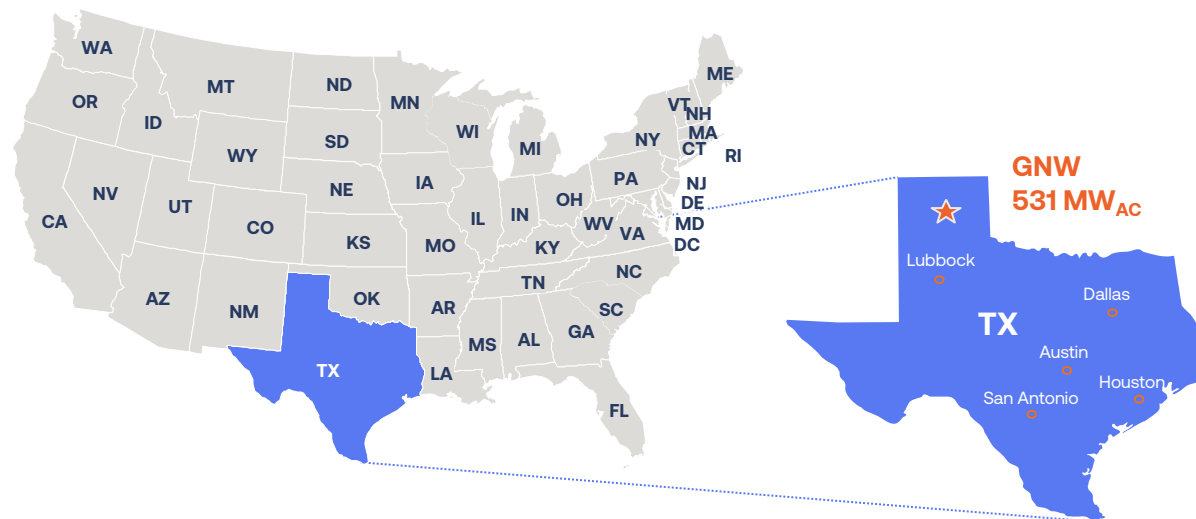 WA
OR
CA
ID
NV
MT
WY
UT
AZ
CO
NM
ND
SD
NE
KS
OK
TX
MN
IA
MO
AR
LA
WI
IL
MS
MI
IN
KY
TN
AL
OH
WV
VA
NC
SC
GA
FL
PA
NY
VT
NH
ME
MA
CT
RI
NJ
DE
MD
DC
GNW
531 MWAC
Lubbock
Dallas
TX
Austin
Houston
San Antonio